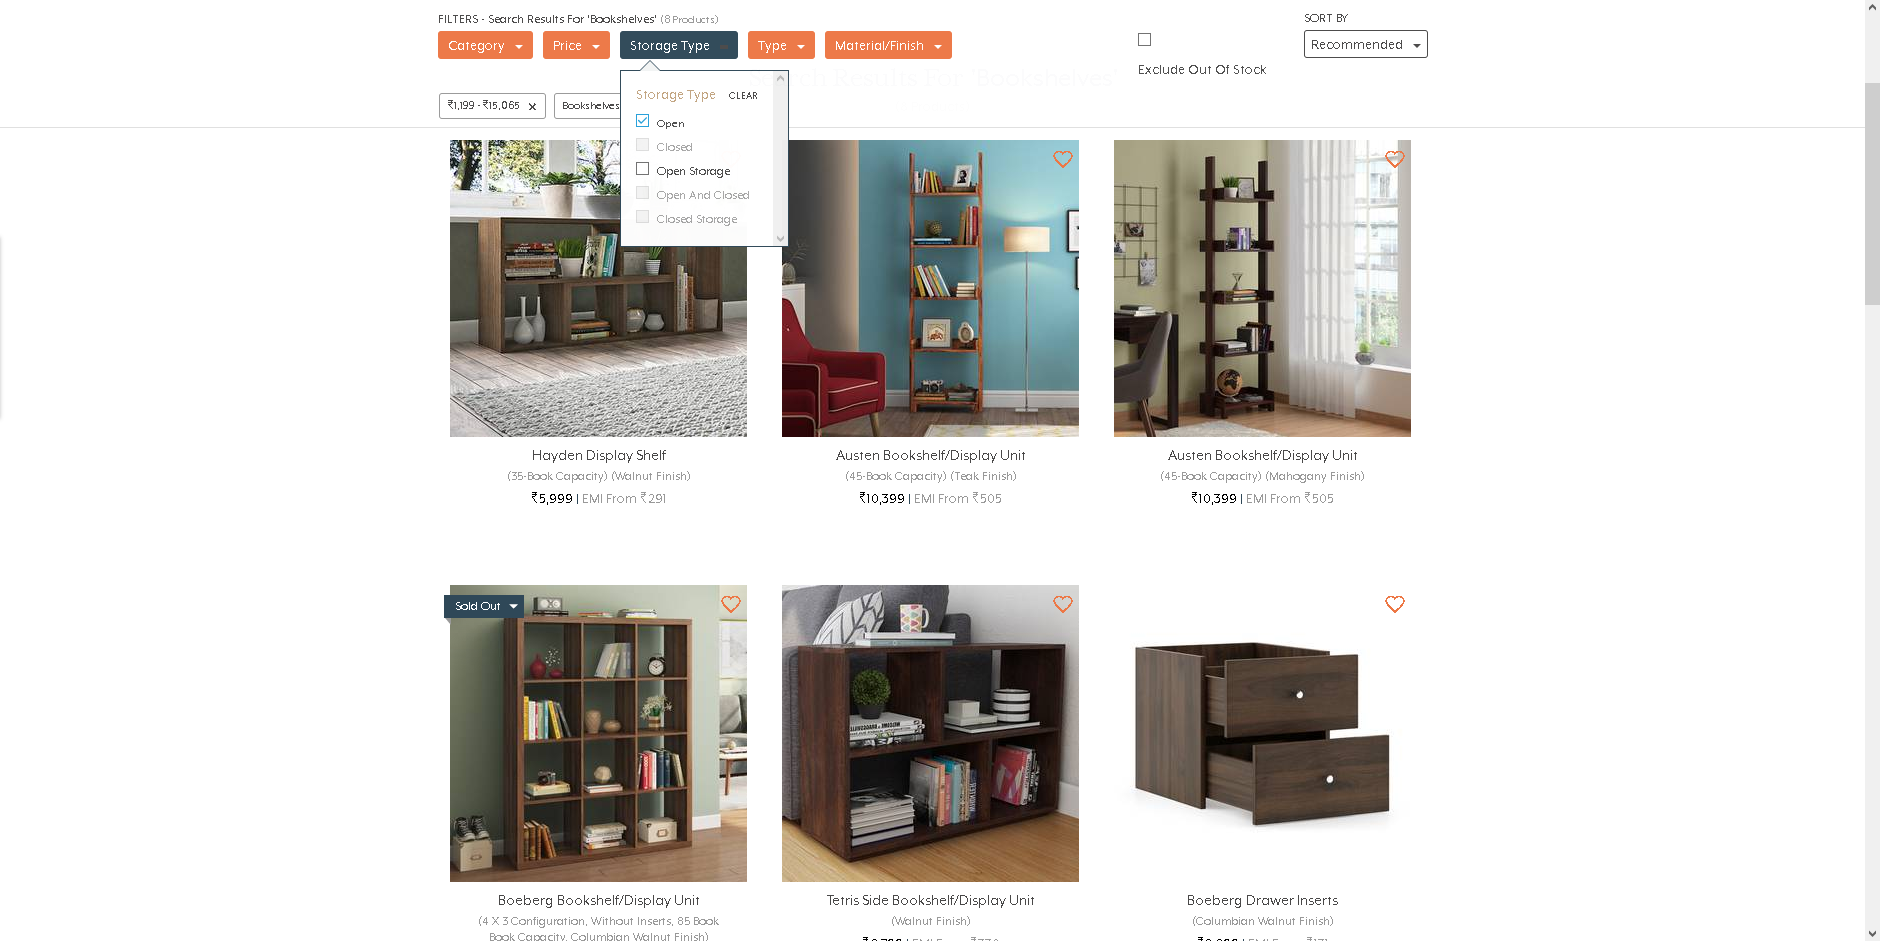 FILTERS - Search Results For 'Bookshelves' (8 Products)
SORT BY
Category
Price
Storage Type
Type
Material/Finish
Recommended
Exclude Out Of Stock
Search Results For 'Bookshelves'
₹1,199 - ₹15,065
Bookshelves
Storage Type CLEAR
Open
Closed
Open Storage
Open And Closed
Closed Storage
Hayden Display Shelf
(35-Book Capacity) (Walnut Finish)
₹5,999 | EMI From ₹291
Austen Bookshelf/Display Unit
(45-Book Capacity) (Teak Finish)
₹10,399 | EMI From ₹505
Austen Bookshelf/Display Unit
(45-Book Capacity) (Mahogany Finish)
₹10,399 | EMI From ₹505
Sold Out
Boeberg Bookshelf/Display Unit
(4 X 3 Configuration, Without Inserts, 85 Book
Book Capacity, Columbian Walnut Finish)
Tetris Side Bookshelf/Display Unit
(Walnut Finish)
Boeberg Drawer Inserts
(Columbian Walnut Finish)